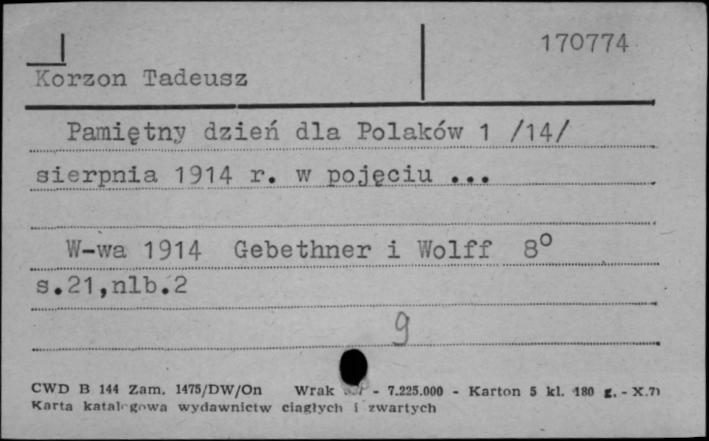 170774
Korzon Tadeusz
Pamiętny dzień dla Polaków 1 /14/
sierpnia 1914 r. w pojęciu ...
W-wa 1914 Gebethner i Wolff 8°
s.21,nlb.2
9
CWD B 144 Zam. 1475/DW/On Wrak - 7.225.000 - Karton 5 kl. 180 g. - X.71
Karta katalogowa wydawnictw ciągłych i zwartych